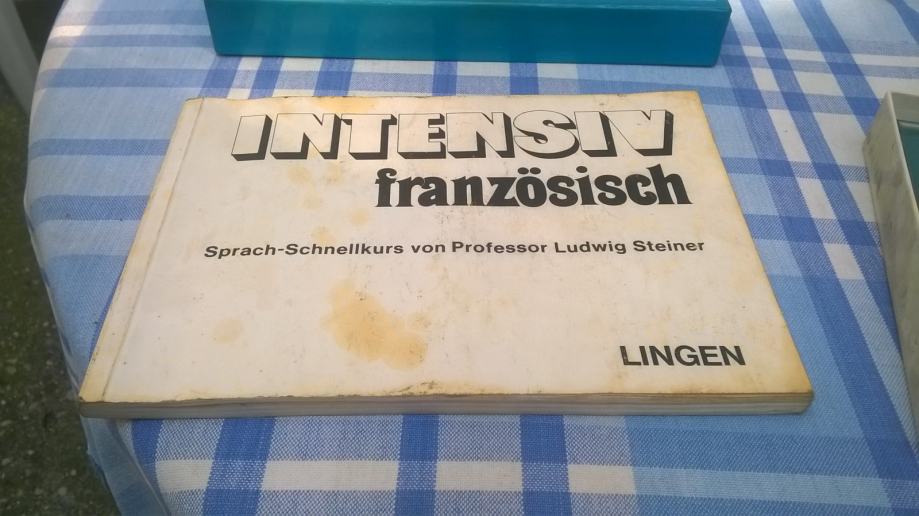 INTENSIV
französisch
Sprach-Schnellkurs von Professor Ludwig Steiner
LINGEN